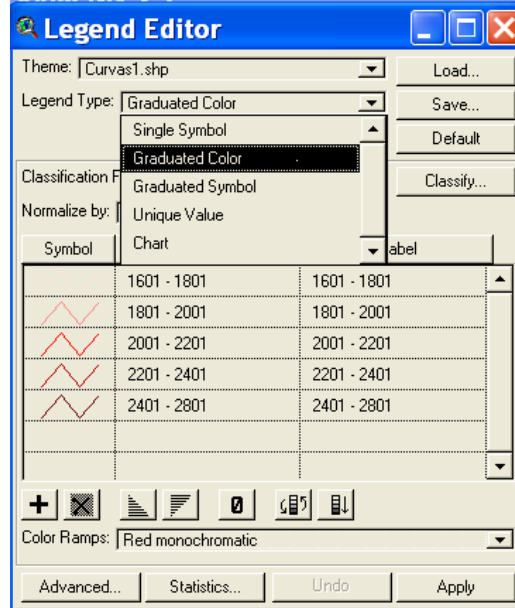 Legend Editor
Theme: Curvas1.shp
Load...
Legend Type: Graduated Color
Save...
Single Symbol
Graduated Color
Graduated Symbol
Unique Value
Chart
Default
Classification F
Classify...
Normalize by:
Symbol
abel
1601 - 1801 1601 - 1801
1801 - 2001 1801 - 2001
2001 - 2201 2001 - 2201
2201 - 2401 2201 - 2401
2401 - 2801 2401 - 2801
0
Color Ramps: Red monochromatic
Advanced... Statistics... Undo Apply